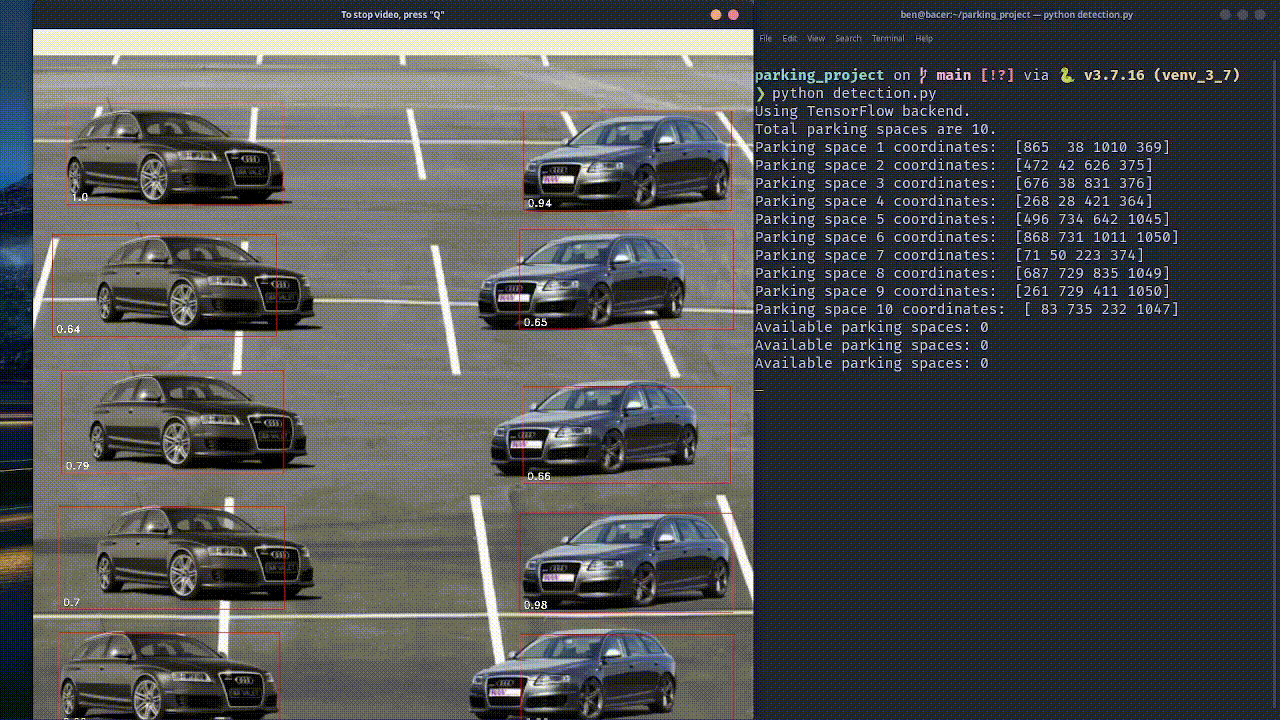 To stop video, press "Q"
1.0
0.94
0.64
0.65
0.79
0.66
0.7
0.98
ben@bacer:~/parking_project — python detection.py
File Edit View Search Terminal Help
parking_project on main [!?] via v3.7.16 (venv_3_7)
❯ python detection.py
Using TensorFlow backend.
Total parking spaces are 10.
Parking space 1 coordinates:  [865  38 1010 369]
Parking space 2 coordinates:  [472 42 626 375]
Parking space 3 coordinates:  [676 38 831 376]
Parking space 4 coordinates:  [268 28 421 364]
Parking space 5 coordinates:  [496 734 642 1045]
Parking space 6 coordinates:  [868 731 1011 1050]
Parking space 7 coordinates:  [71 50 223 374]
Parking space 8 coordinates:  [687 729 835 1049]
Parking space 9 coordinates:  [261 729 411 1050]
Parking space 10 coordinates:  [ 83 735 232 1047]
Available parking spaces: 0
Available parking spaces: 0
Available parking spaces: 0